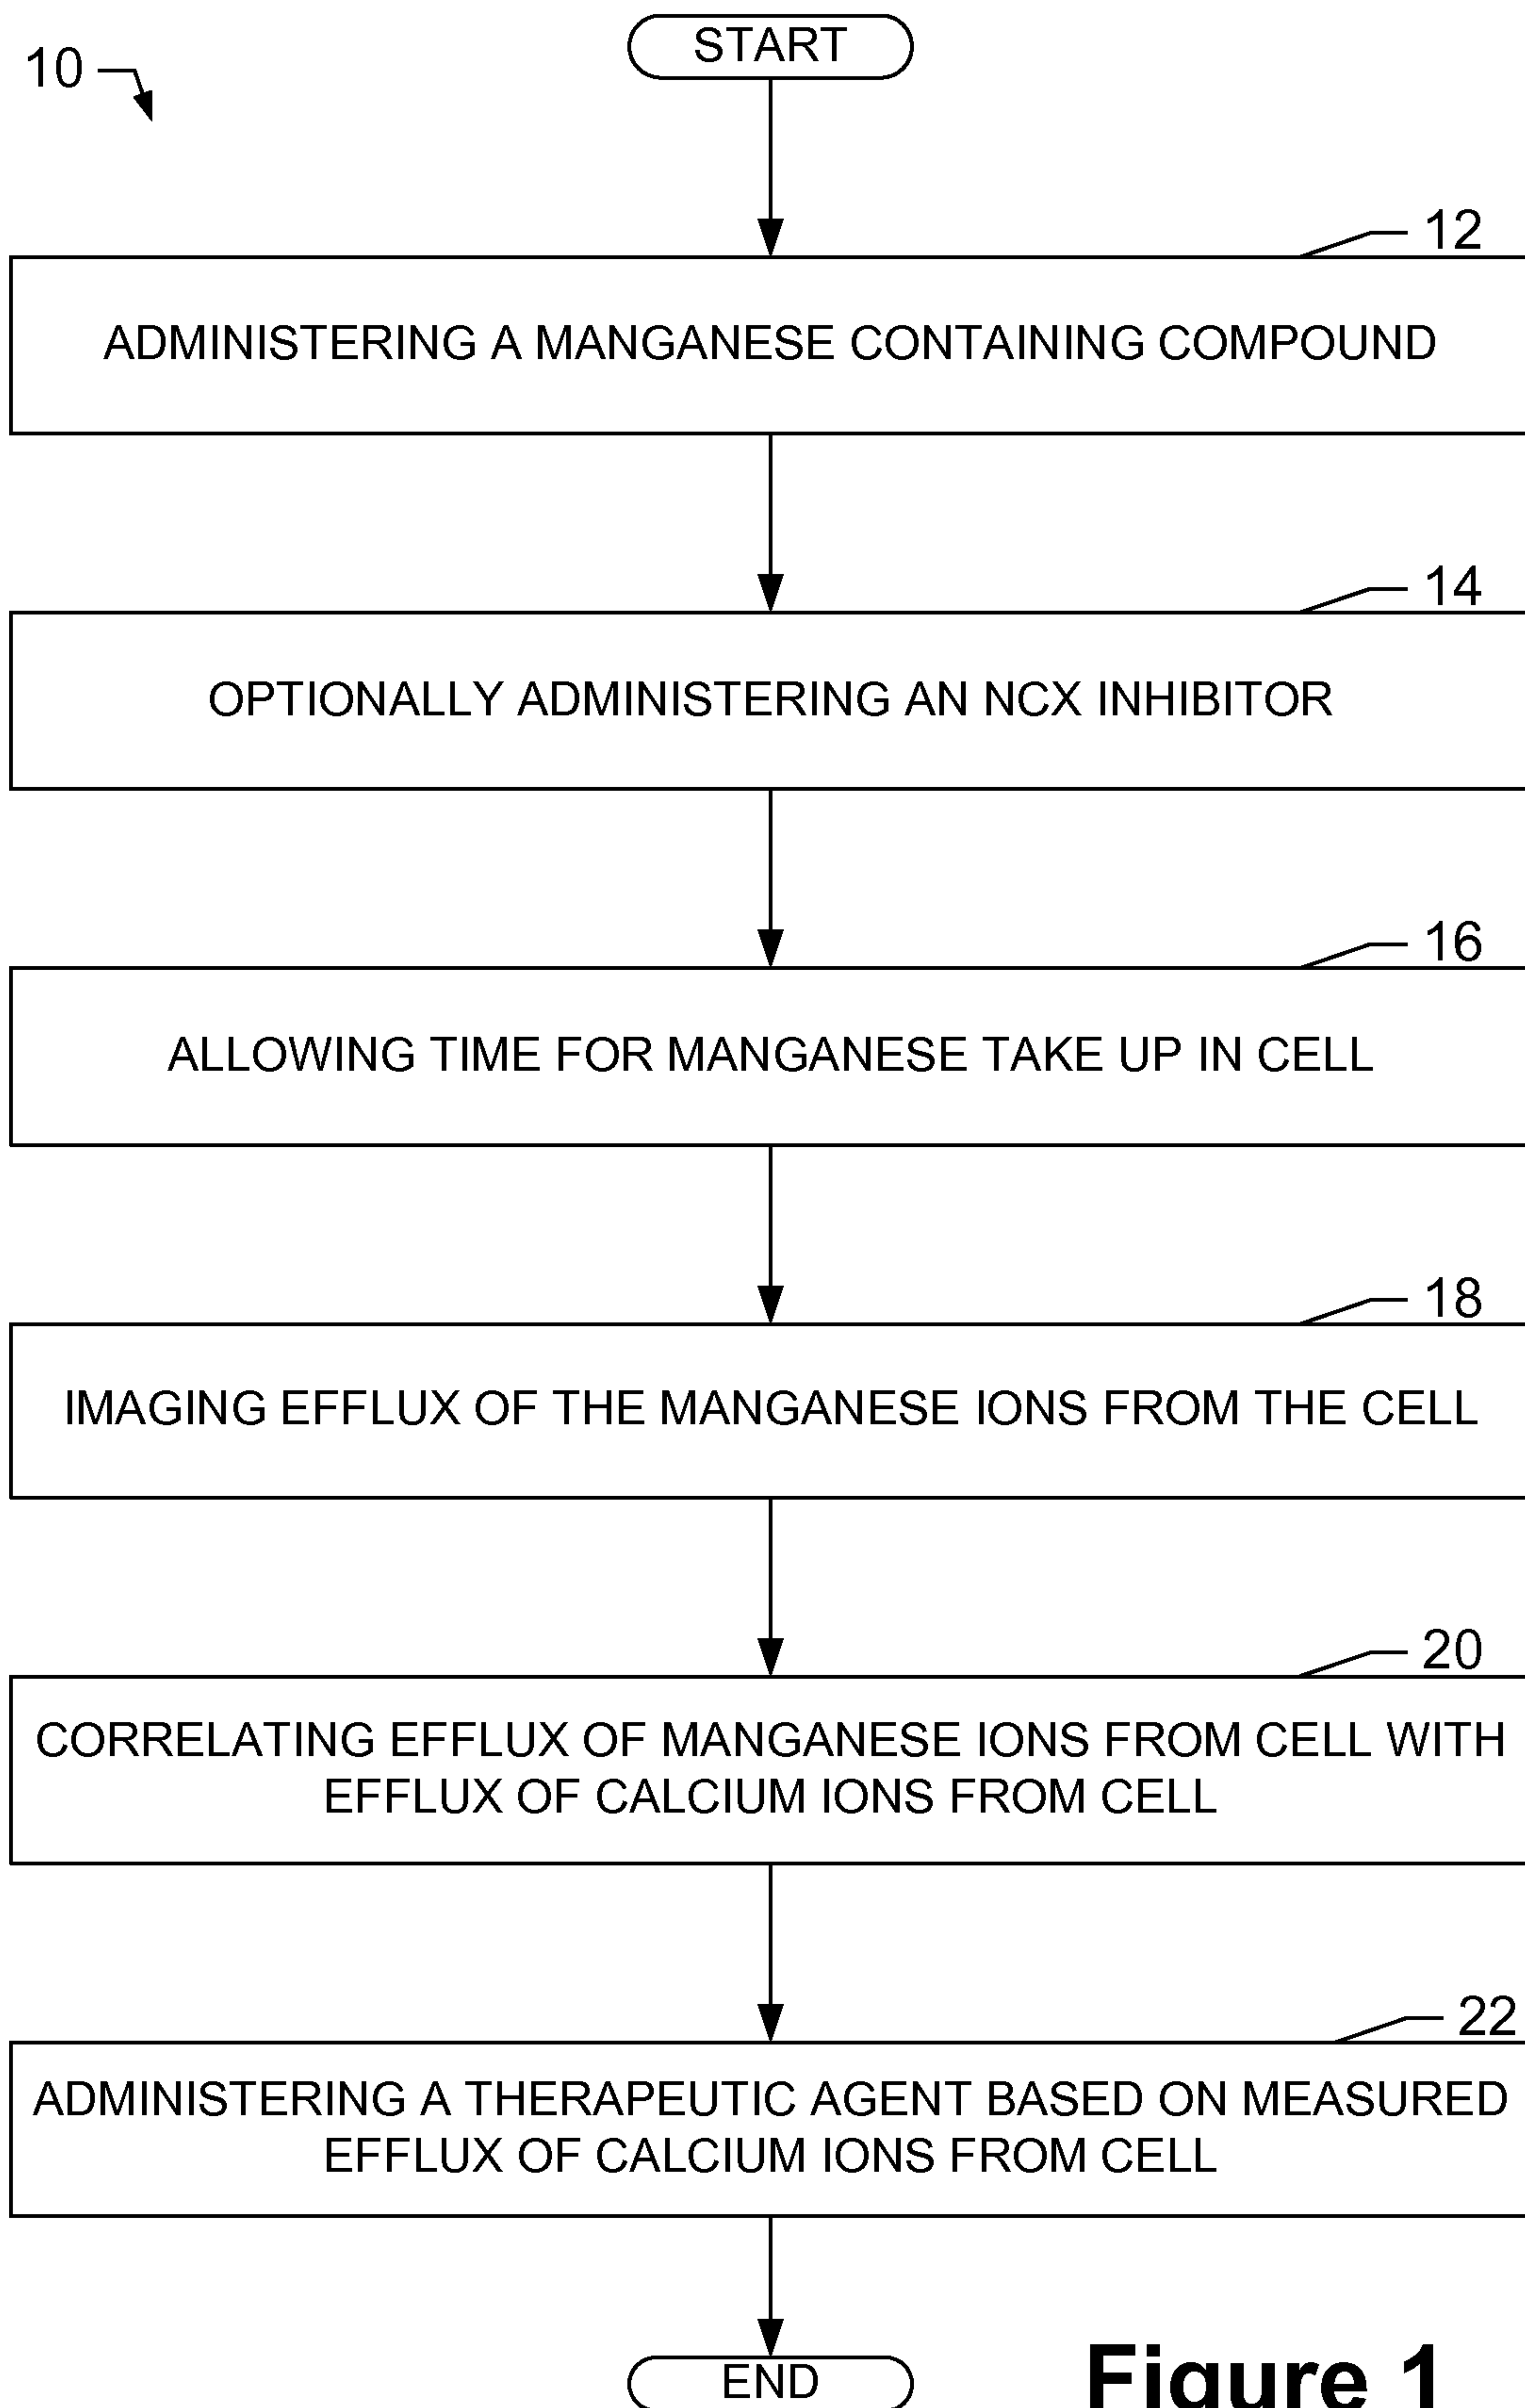 START
10
12
ADMINISTERING A MANGANESE CONTAINING COMPOUND
14
OPTIONALLY ADMINISTERING AN NCX INHIBITOR
16
ALLOWING TIME FOR MANGANESE TAKE UP IN CELL
18
IMAGING EFFLUX OF THE MANGANESE IONS FROM THE CELL
20
CORRELATING EFFLUX OF MANGANESE IONS FROM CELL WITH
EFFLUX OF CALCIUM IONS FROM CELL
22
ADMINISTERING A THERAPEUTIC AGENT BASED ON MEASURED
EFFLUX OF CALCIUM IONS FROM CELL
END
Figure 1